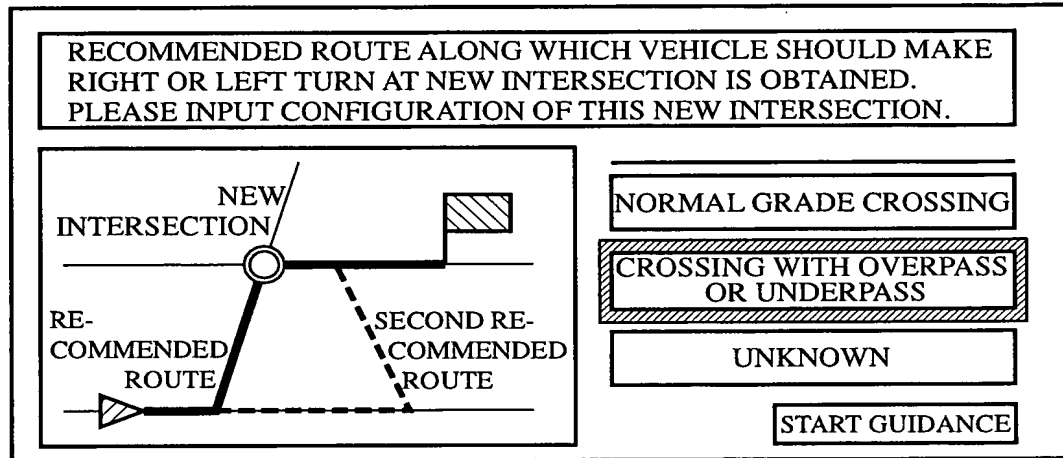 RECOMMENDED ROUTE ALONG WHICH VEHICLE SHOULD MAKE
RIGHT OR LEFT TURN AT NEW INTERSECTION IS OBTAINED.
PLEASE INPUT CONFIGURATION OF THIS NEW INTERSECTION.
NEW
INTERSECTION
RE-
COMMENDED
ROUTE
SECOND RE-
COMMENDED
ROUTE
NORMAL GRADE CROSSING
CROSSING WITH OVERPASS
OR UNDERPASS
UNKNOWN
START GUIDANCE